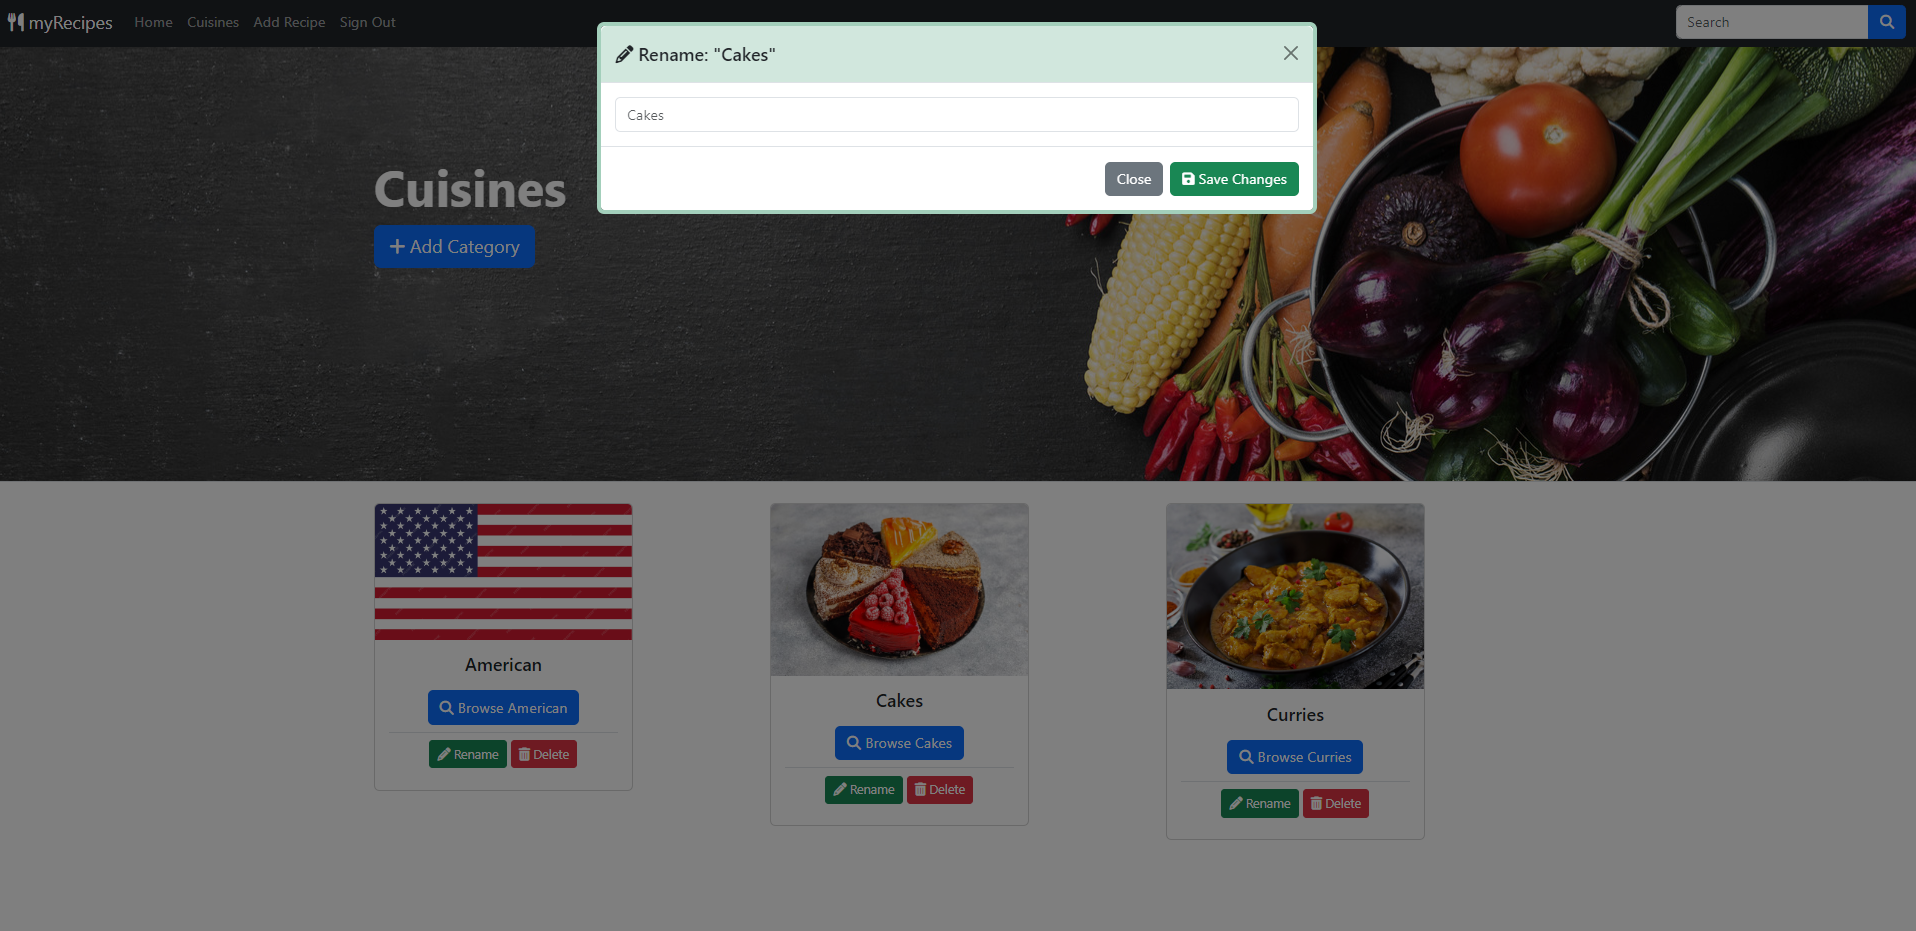 myRecipes Home Cuisines Add Recipe Sign Out Search
Rename: "Cakes"
Cakes
Close Save Changes
Cuisines
Add Category
American
Browse American
Rename Delete
Cakes
Browse Cakes
Rename Delete
Curries
Browse Curries
Rename Delete